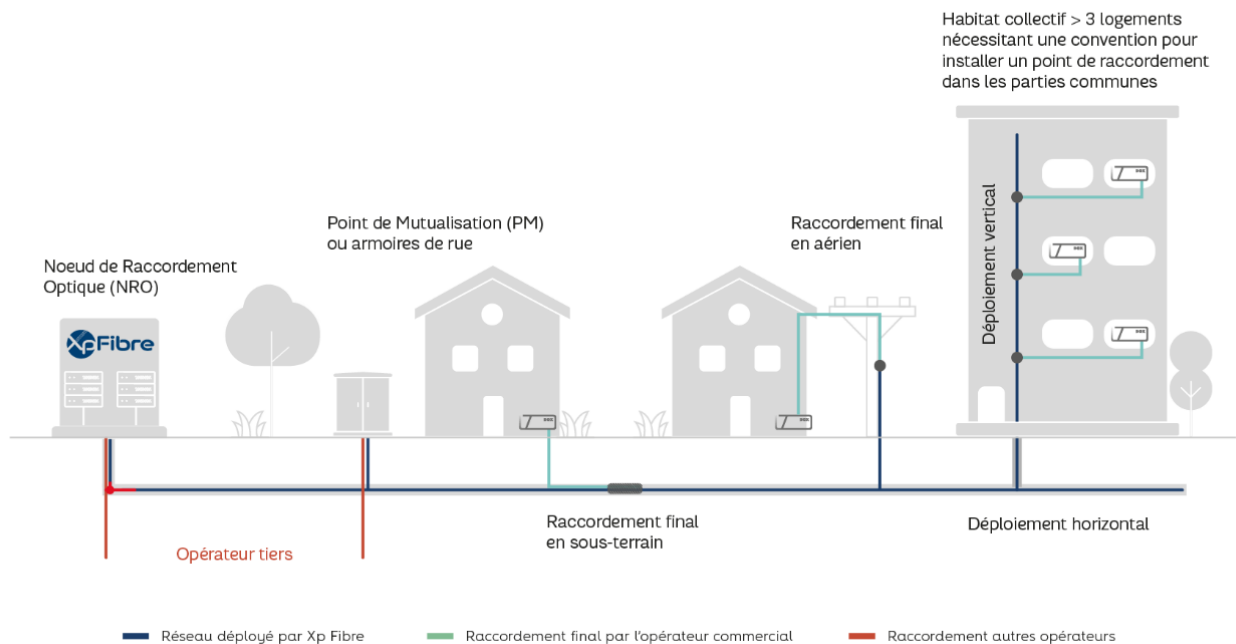 Habitat collectif > 3 logements
nécessitant une convention pour
installer un point de raccordement
dans les parties communes
Point de Mutualisation (PM)
ou armoires de rue
Raccordement final
en aérien
Noeud de Raccordement
Optique (NRO)
XpFibre
Déploiement vertical
Raccordement final
en sous-terrain
Déploiement horizontal
Opérateur tiers
Réseau déployé par Xp Fibre
Raccordement final par l'opérateur commercial
Raccordement autres opérateurs